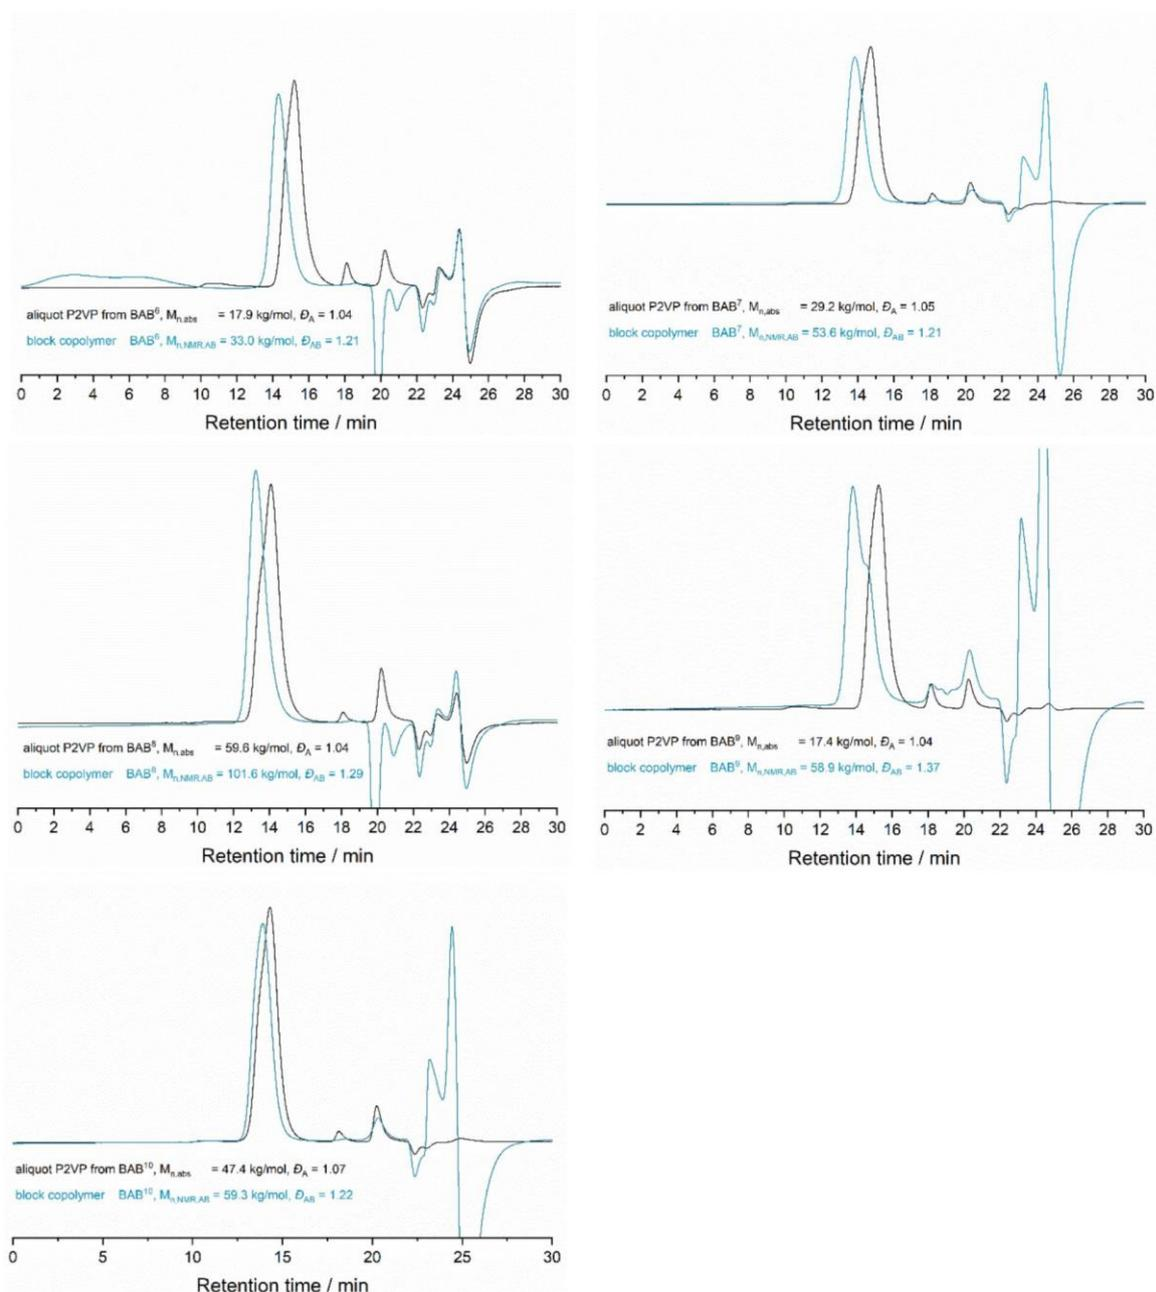 aliquot P2VP from BAB⁶, Mn,abs = 17.9 kg/mol, ĐA = 1.04
block copolymer BAB⁶, Mn,NMR,AB = 33.0 kg/mol, ĐAB = 1.21
0 2 4 6 8 10 12 14 16 18 20 22 24 26 28 30
Retention time / min
aliquot P2VP from BAB⁷, Mn,abs = 29.2 kg/mol, ĐA = 1.05
block copolymer BAB⁷, Mn,NMR,AB = 53.6 kg/mol, ĐAB = 1.21
0 2 4 6 8 10 12 14 16 18 20 22 24 26 28 30
Retention time / min
aliquot P2VP from BAB⁸, Mn,abs = 59.6 kg/mol, ĐA = 1.04
block copolymer BAB⁸, Mn,NMR,AB = 101.6 kg/mol, ĐAB = 1.29
0 2 4 6 8 10 12 14 16 18 20 22 24 26 28 30
Retention time / min
aliquot P2VP from BAB⁹, Mn,abs = 17.4 kg/mol, ĐA = 1.04
block copolymer BAB⁹, Mn,NMR,AB = 58.9 kg/mol, ĐAB = 1.37
0 2 4 6 8 10 12 14 16 18 20 22 24 26 28 30
Retention time / min
aliquot P2VP from BAB¹⁰, Mn,abs = 47.4 kg/mol, ĐA = 1.07
block copolymer BAB¹⁰, Mn,NMR,AB = 59.3 kg/mol, ĐAB = 1.22
0 5 10 15 20 25 30
Retention time / min